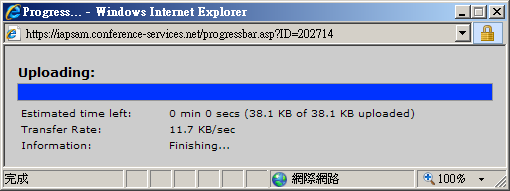 Progress... - Windows Internet Explorer
https://iapsam.conference-services.net/progressbar.asp?ID=202714
Uploading:
Estimated time left: 0 min 0 secs (38.1 KB of 38.1 KB uploaded)
Transfer Rate: 11.7 KB/sec
Information: Finishing...
完成 網際網路 100%